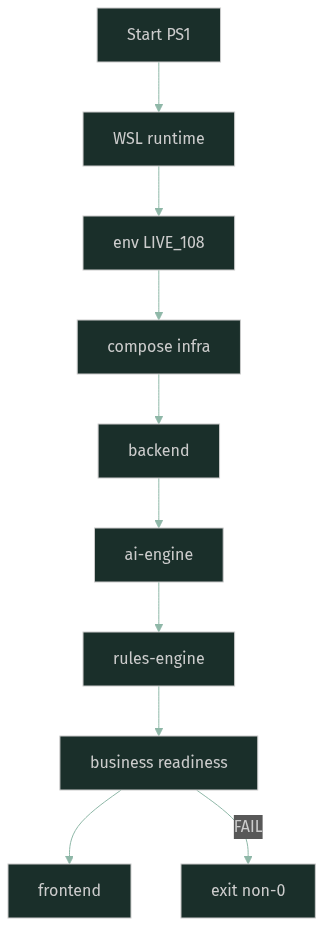 Start PS1
WSL runtime
env LIVE_108
compose infra
backend
ai-engine
rules-engine
business readiness
FAIL
frontend
exit non-0